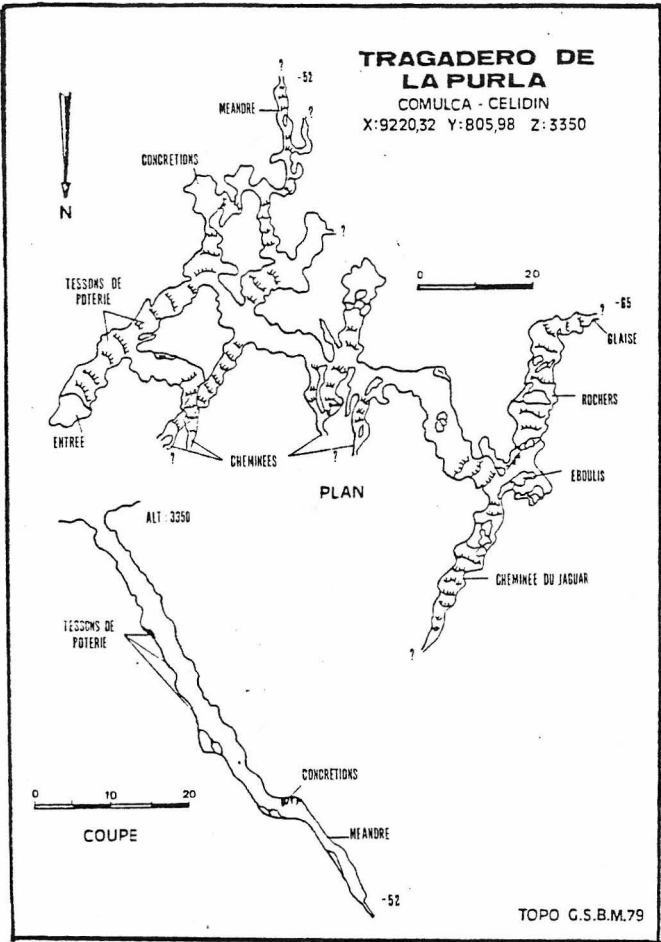 TRAGADERO DE
LA PURLA
COMULCA - CELIDIN
X:9220,32 Y:805,98 Z:3350
? -52
MEANDRE
?
CONCRETIONS
N
?
TESSONS DE
POTERIE
0 20
? -65
GLAISE
ROCHERS
ENTREE
CHEMINEES
? ?
?
PLAN
EBOULIS
ALT : 3350
CHEMINEE DU JAGUAR
?
TESSONS DE
POTERIE
CONCRETIONS
0 10 20
MEANDRE
COUPE
-52
TOPO G.S.B.M.79